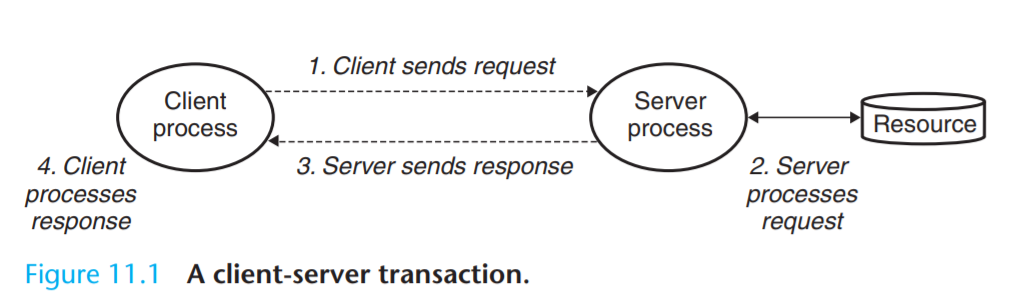 1. Client sends request
Client
process
Server
process
Resource
3. Server sends response
4. Client
processes
response
2. Server
processes
request
Figure 11.1 A client-server transaction.